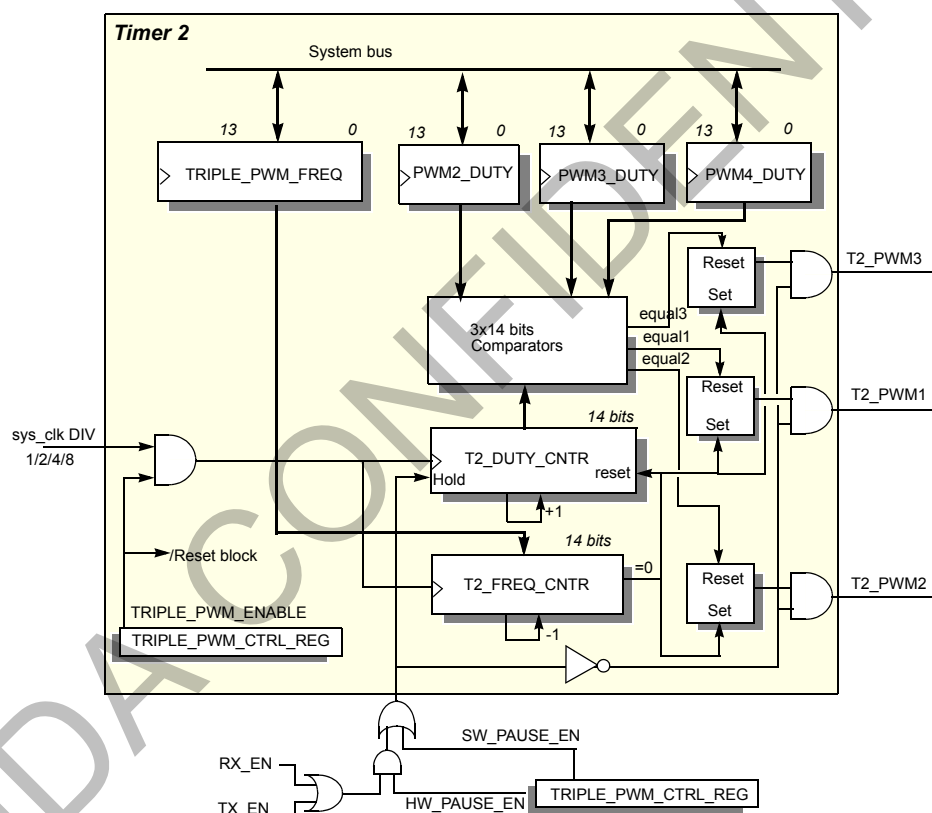 Timer 2
System bus
13 0
13 0
13 0
13 0
TRIPLE_PWM_FREQ
PWM2_DUTY
PWM3_DUTY
PWM4_DUTY
Reset
Set
T2_PWM3
3x14 bits
Comparators
equal3
equal1
equal2
Reset
Set
T2_PWM1
14 bits
sys_clk DIV
1/2/4/8
T2_DUTY_CNTR
reset
Hold
+1
14 bits
/Reset block
T2_FREQ_CNTR
=0
-1
Reset
Set
T2_PWM2
TRIPLE_PWM_ENABLE
TRIPLE_PWM_CTRL_REG
SW_PAUSE_EN
RX_EN
TX_EN
HW_PAUSE_EN
TRIPLE_PWM_CTRL_REG
DA CONFIDENT